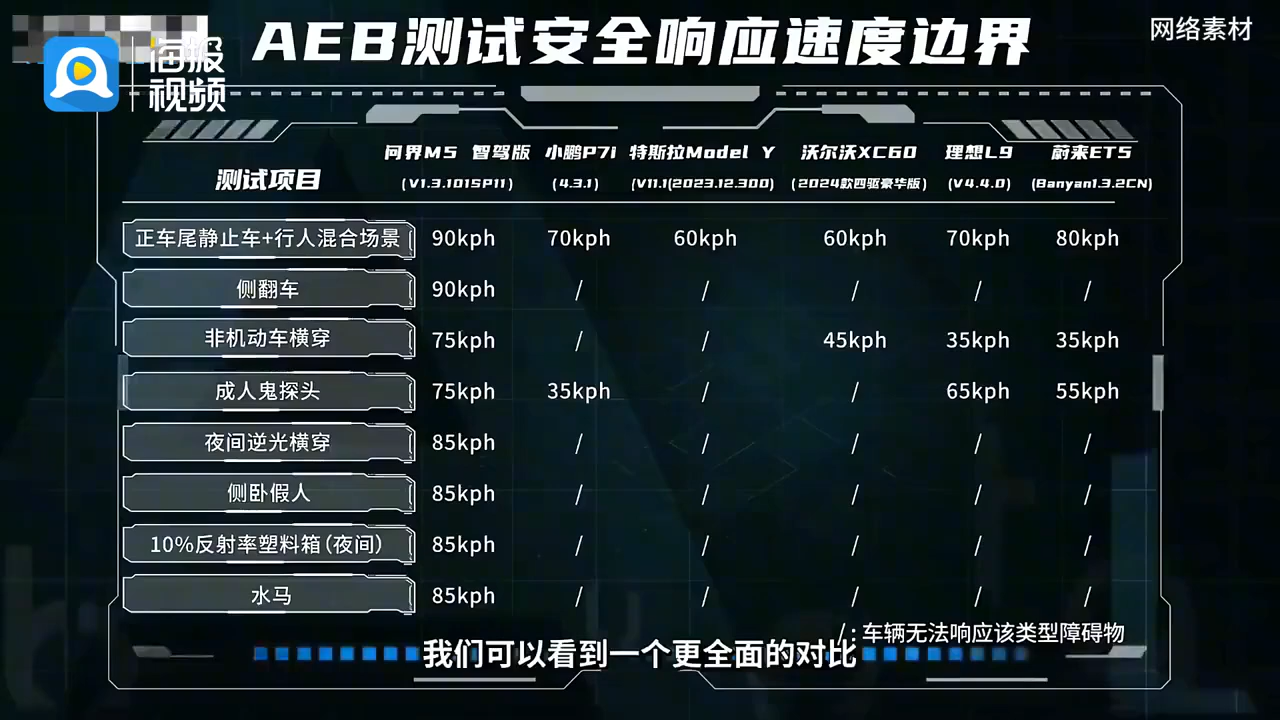 AEB测试安全响应速度边界
网络素材
海报
视频
问界M5 智驾版 小鹏P7i 特斯拉Model Y 沃尔沃XC60 理想L9 蔚来ET5
测试项目 (V1.3.1015P11) (4.3.1) (V11.1(2023.12.300) (2024款四驱豪华版) (V4.4.0) (Banyan1.3.2CN)
正车尾静止车+行人混合场景 90kph 70kph 60kph 60kph 70kph 80kph
侧翻车 90kph / / / / /
非机动车横穿 75kph / / 45kph 35kph 35kph
成人鬼探头 75kph 35kph / / 65kph 55kph
夜间逆光横穿 85kph / / / / /
侧卧假人 85kph / / / / /
10%反射率塑料箱(夜间) 85kph / / / / /
水马 85kph / / / / /
/:车辆无法响应该类型障碍物
我们可以看到一个更全面的对比